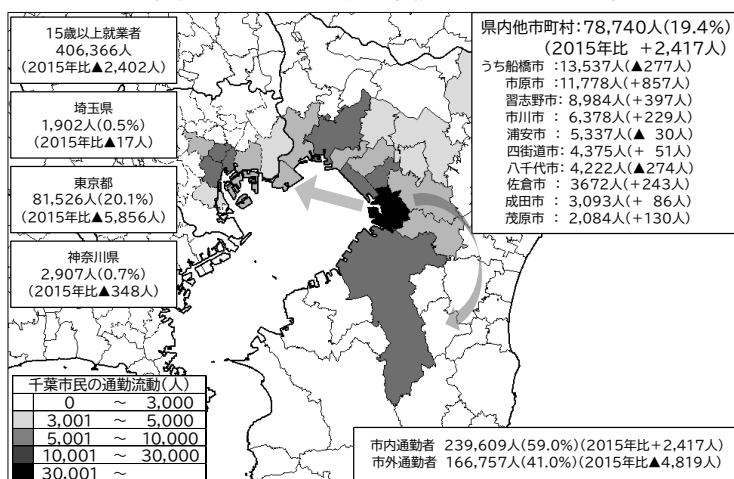 15歳以上就業者
406,366人
(2015年比▲2,402人)
埼玉県
1,902人(0.5%)
(2015年比▲17人)
東京都
81,526人(20.1%)
(2015年比▲5,856人)
神奈川県
2,907人(0.7%)
(2015年比▲348人)
県内他市町村:78,740人(19.4%)
(2015年比 +2,417人)
うち船橋市 :13,537人(▲277人)
市原市:11,778人(+857人)
習志野市:8,984人(+397人)
市川市 : 6,378人(+229人)
浦安市 : 5,337人(▲ 30人)
四街道市:4,375人(+ 51人)
八千代市:4,222人(▲274人)
佐倉市 : 3672人(+243人)
成田市 : 3,093人(+ 86人)
茂原市 : 2,084人(+130人)
千葉市民の通勤流動(人)
0 ~ 3,000
3,001 ~ 5,000
5,001 ~ 10,000
10,001 ~ 30,000
30,001 ~
市内通勤者 239,609人(59.0%)(2015年比+2,417人)
市外通勤者 166,757人(41.0%)(2015年比▲4,819人)